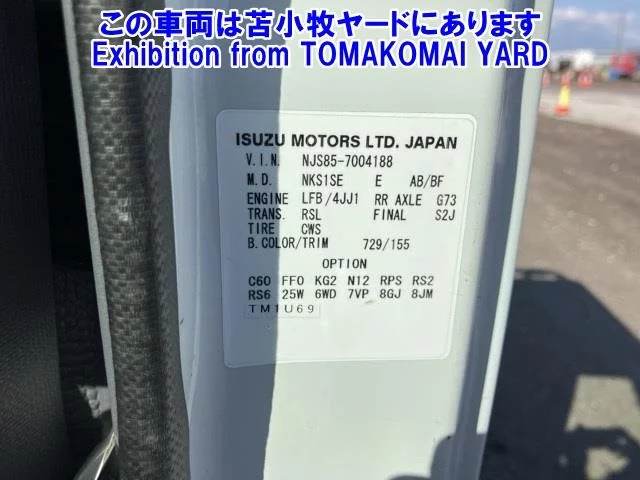 この車両は苫小牧ヤードにあります
Exhibition from TOMAKOMAI YARD
ISUZU MOTORS LTD. JAPAN
V.I.N. NJS85-7004188
M.D. NKS1SE E AB/BF
ENGINE LFB/4JJ1 RR AXLE G73
TRANS. RSL FINAL S2J
TIRE CWS
B.COLOR/TRIM 729/155
OPTION
C60 FF0 KG2 N12 RPS RS2
RS6 25W 6WD 7VP 8GJ 8JM
TM1U69